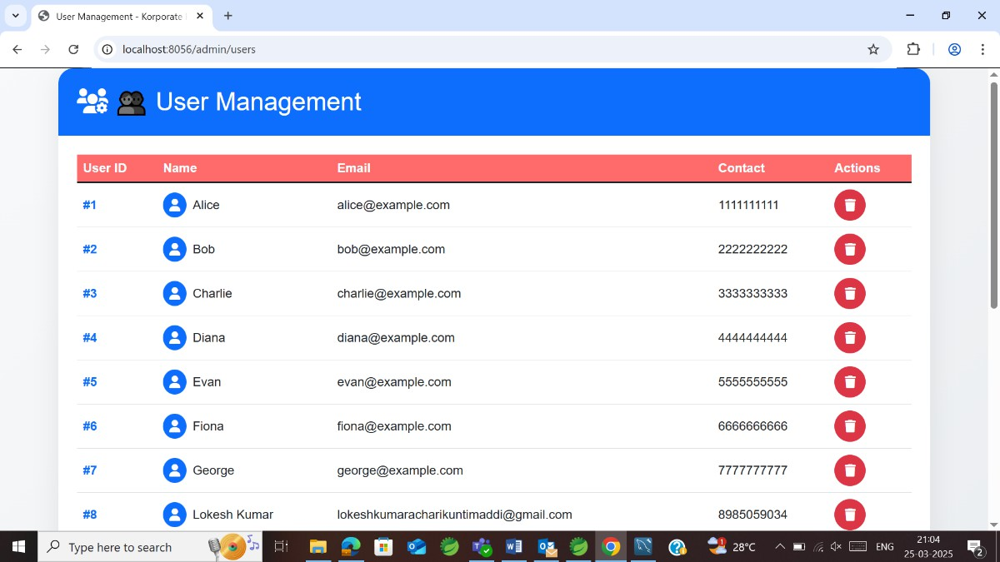 User Management - Korporate
localhost:8056/admin/users
User Management
User ID Name Email Contact Actions
#1 Alice alice@example.com 1111111111
#2 Bob bob@example.com 2222222222
#3 Charlie charlie@example.com 3333333333
#4 Diana diana@example.com 4444444444
#5 Evan evan@example.com 5555555555
#6 Fiona fiona@example.com 6666666666
#7 George george@example.com 7777777777
#8 Lokesh Kumar lokeshkumaracharikuntimaddi@gmail.com 8985059034
Type here to search
1
28°C
ENG
21:04
25-03-2025
2